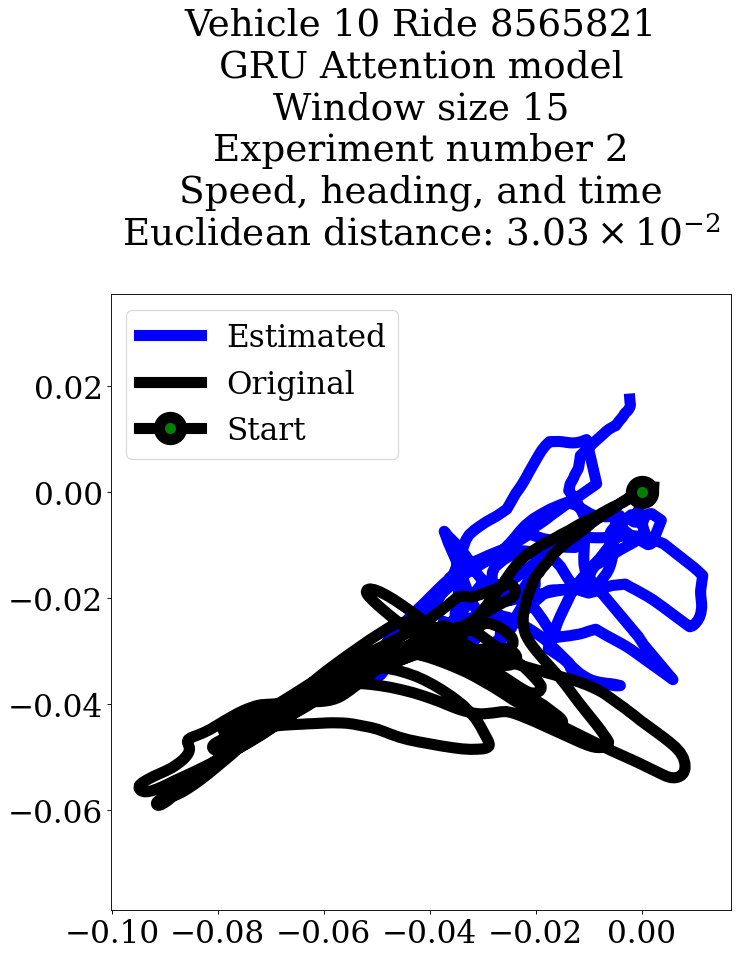 Vehicle 10 Ride 8565821
GRU Attention model
Window size 15
Experiment number 2
Speed, heading, and time
Euclidean distance: 3.03 × 10⁻²
Estimated
Original
Start
0.02
0.00
−0.02
−0.04
−0.06
−0.10 −0.08 −0.06 −0.04 −0.02 0.00